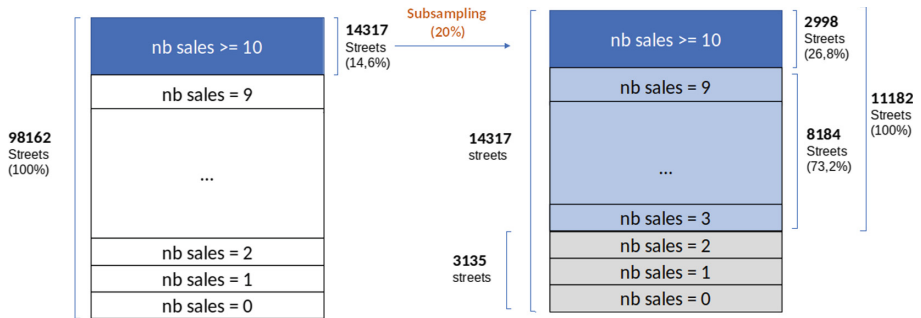 nb sales >= 10
nb sales = 9
...
nb sales = 2
nb sales = 1
nb sales = 0
98162
Streets
(100%)
14317
Streets
(14,6%)
Subsampling
(20%)
nb sales >= 10
nb sales = 9
...
nb sales = 3
nb sales = 2
nb sales = 1
nb sales = 0
14317
streets
3135
streets
2998
Streets
(26,8%)
8184
Streets
(73,2%)
11182
Streets
(100%)